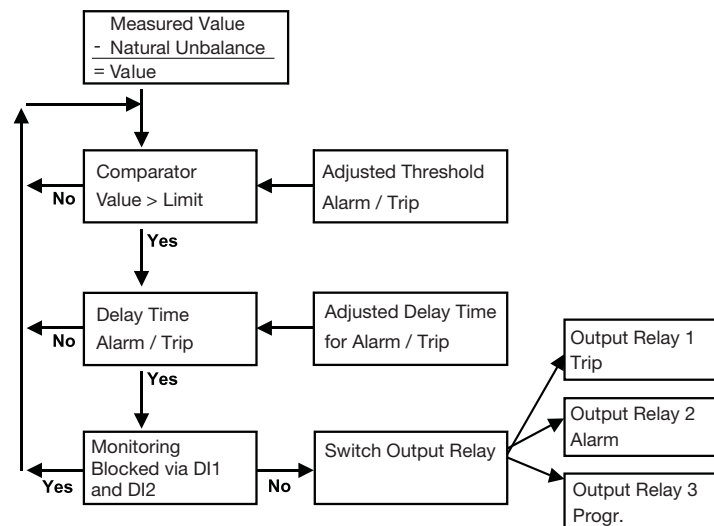 Measured Value
- Natural Unbalance
= Value
Comparator
Value > Limit
Adjusted Threshold
Alarm / Trip
No
Yes
Delay Time
Alarm / Trip
Adjusted Delay Time
for Alarm / Trip
No
Yes
Output Relay 1
Trip
Output Relay 2
Alarm
Monitoring
Blocked via DI1
and DI2
Switch Output Relay
Yes
No
Output Relay 3
Progr.